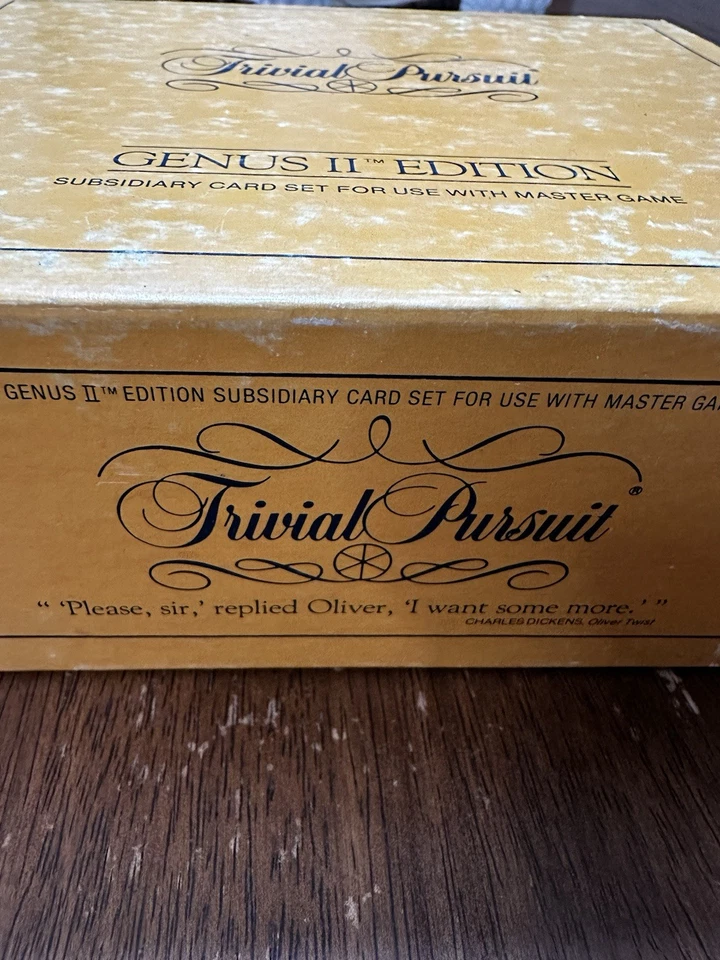 Trivial Pursuit
GENUS II™ EDITION
SUBSIDIARY CARD SET FOR USE WITH MASTER GAME
GENUS II™ EDITION SUBSIDIARY CARD SET FOR USE WITH MASTER
Trivial Pursuit®
“ ‘Please, sir,’ replied Oliver, ‘I want some more.’ ”
CHARLES DICKENS, Oliver Twist